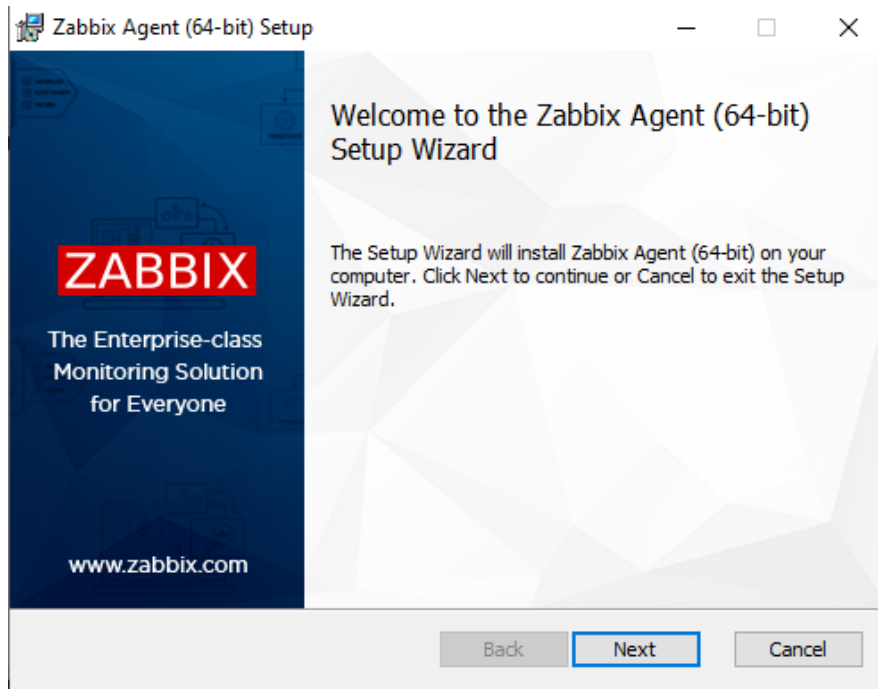 Zabbix Agent (64-bit) Setup
Welcome to the Zabbix Agent (64-bit)
Setup Wizard
The Setup Wizard will install Zabbix Agent (64-bit) on your
computer. Click Next to continue or Cancel to exit the Setup
Wizard.
ZABBIX
The Enterprise-class
Monitoring Solution
for Everyone
www.zabbix.com
Back
Next
Cancel